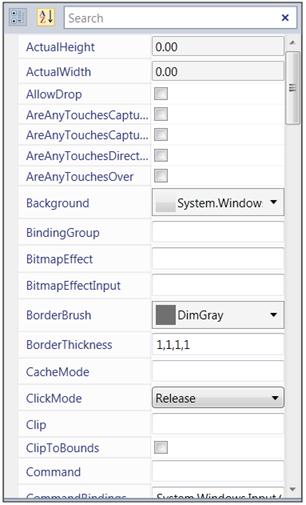 Search
ActualHeight 0.00
ActualWidth 0.00
AllowDrop
AreAnyTouchesCaptu...
AreAnyTouchesCaptu...
AreAnyTouchesDirect...
AreAnyTouchesOver
Background System.Window
BindingGroup
BitmapEffect
BitmapEffectInput
BorderBrush DimGray
BorderThickness 1,1,1,1
CacheMode
ClickMode Release
Clip
ClipToBounds
Command
CommandBindings System.Windows.Input